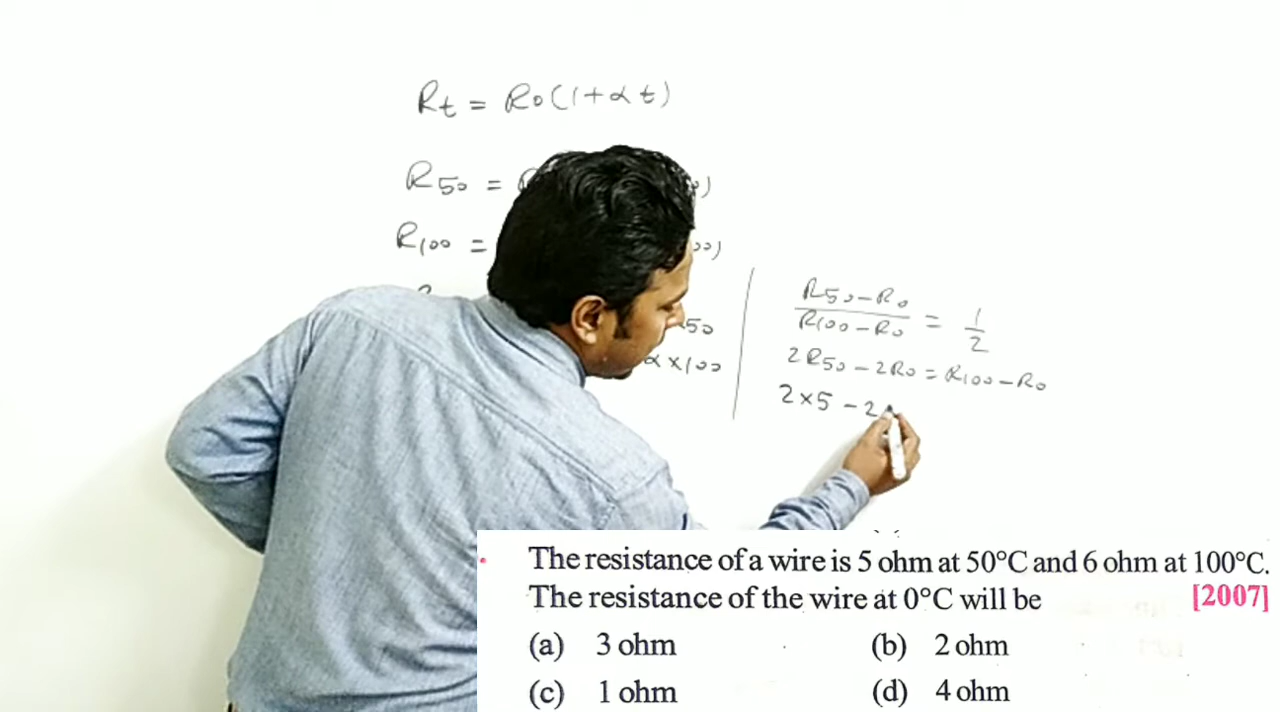 Rt = R0(1+αt)
R50 =
R100 =
50
α×100
R50-R0
R100-R0
= 1/2
2R50-2R0 = R100-R0
2×5-2
The resistance of a wire is 5 ohm at 50°C and 6 ohm at 100°C.
The resistance of the wire at 0°C will be [2007]
(a) 3 ohm (b) 2 ohm
(c) 1 ohm (d) 4 ohm